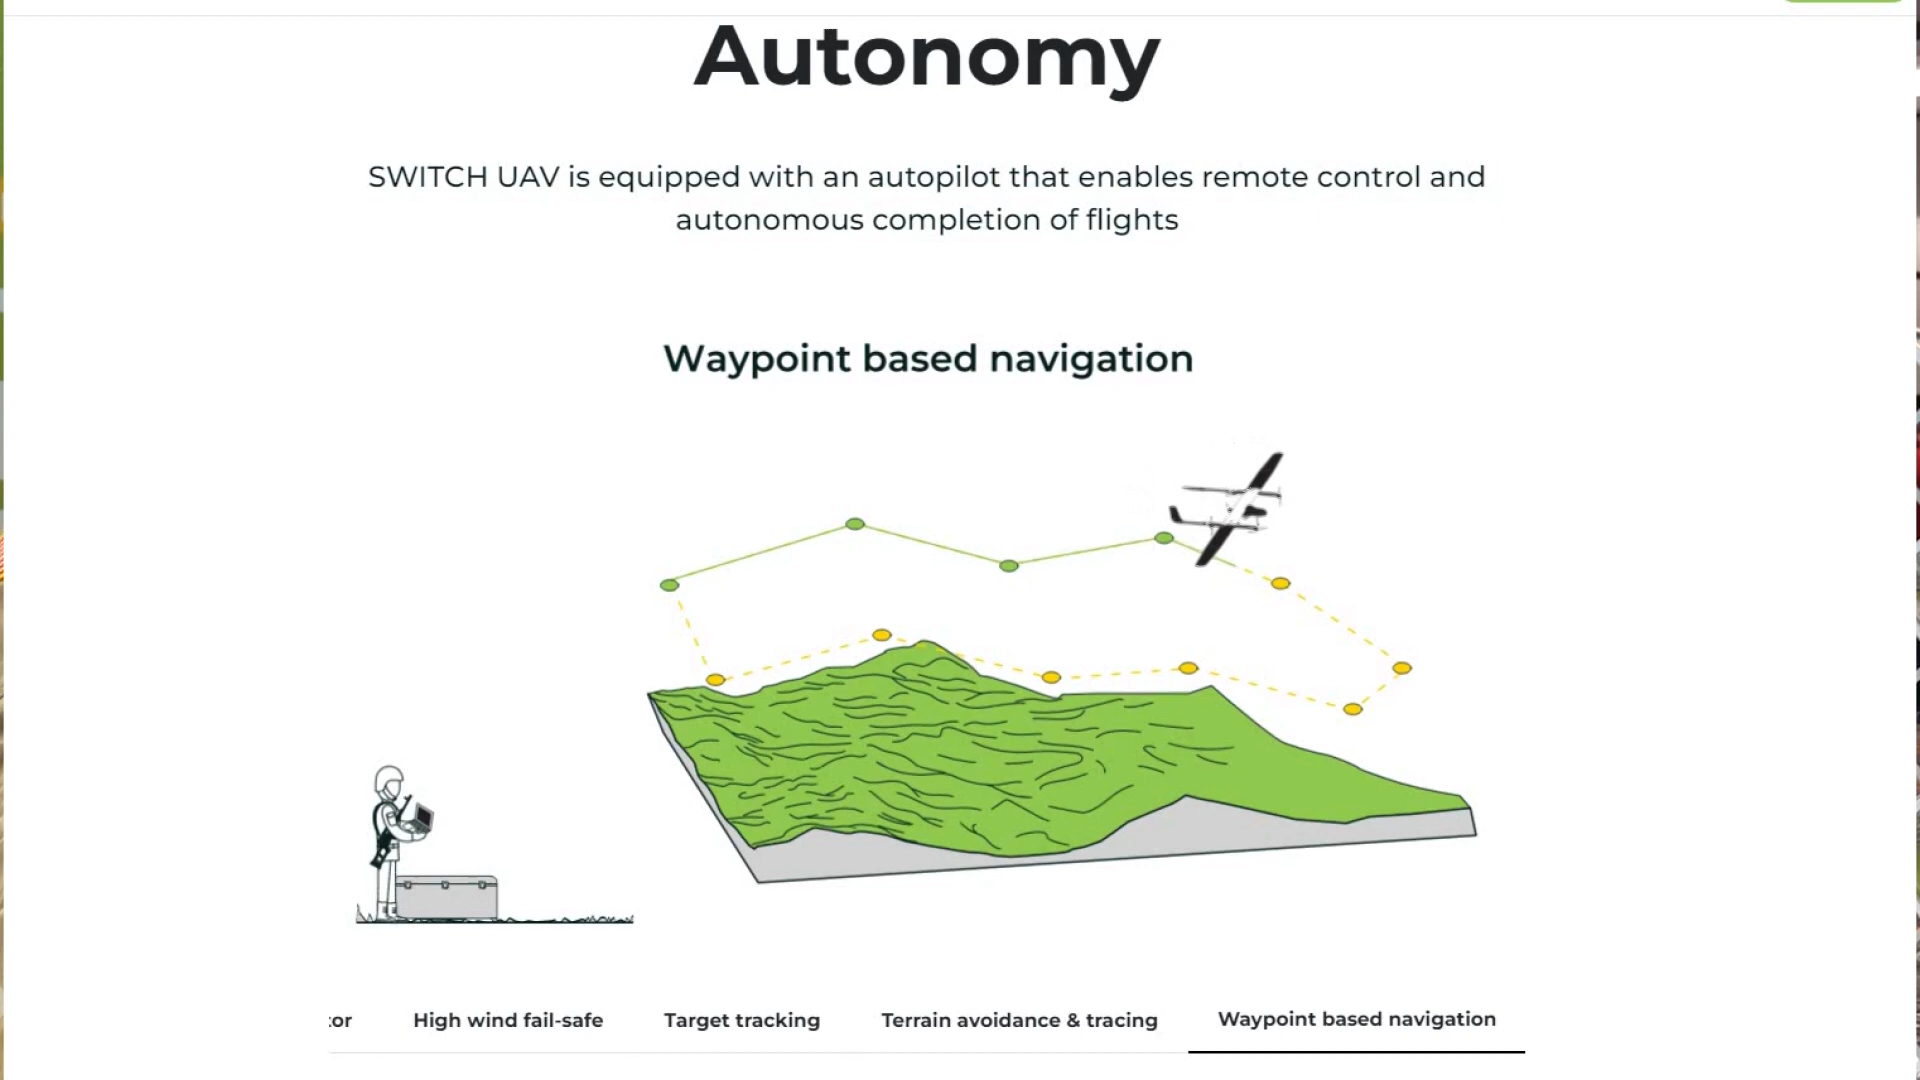 Autonomy
SWITCH UAV is equipped with an autopilot that enables remote control and
autonomous completion of flights
Waypoint based navigation
High wind fail-safe
Target tracking
Terrain avoidance & tracing
Waypoint based navigation